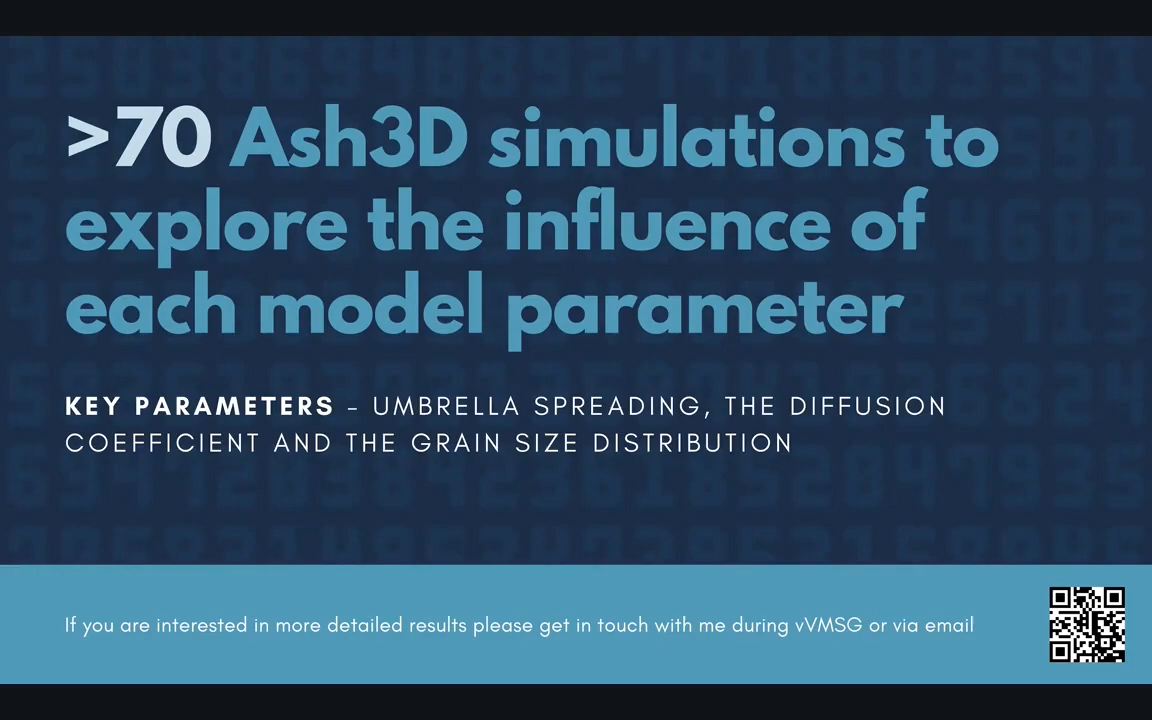 >70 Ash3D simulations to
explore the influence of
each model parameter
KEY PARAMETERS – UMBRELLA SPREADING, THE DIFFUSION
COEFFICIENT AND THE GRAIN SIZE DISTRIBUTION
If you are interested in more detailed results please get in touch with me during vVMSG or via email